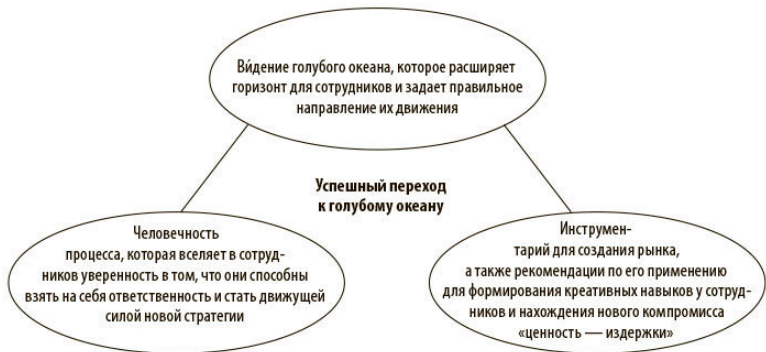 Ви́дение голубого океана, которое расширяет
горизонт для сотрудников и задает правильное
направление их движения
Успешный переход
к голубому океану
Человечность
процесса, которая вселяет в сотруд-
ников уверенность в том, что они способны
взять на себя ответственность и стать движущей
силой новой стратегии
Инструмен-
тарий для создания рынка,
а также рекомендации по его применению
для формирования креативных навыков у сотруд-
ников и нахождения нового компромисса
«ценность — издержки»